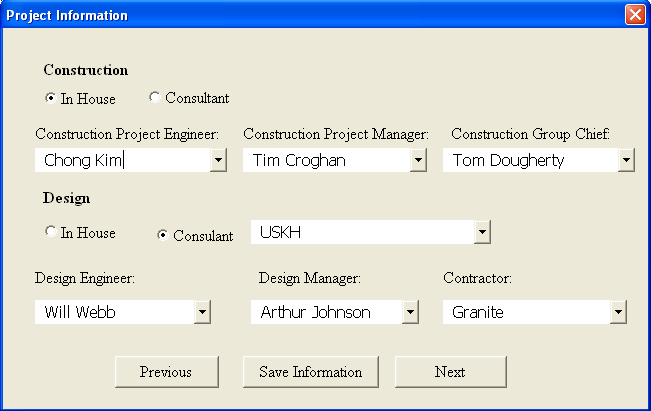 Project Information
Construction
In House Consultant
Construction Project Engineer: Construction Project Manager: Construction Group Chief:
Chong Kim Tim Croghan Tom Dougherty
Design
In House Consulant USKH
Design Engineer: Design Manager: Contractor:
Will Webb Arthur Johnson Granite
Previous Save Information Next